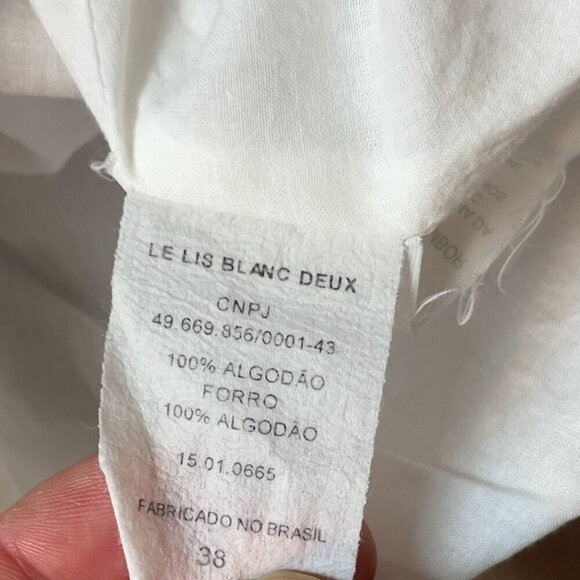 LE LIS BLANC DEUX
CNPJ
49.669.856/0001-43
100% ALGODÃO
FORRO
100% ALGODÃO
15.01.0665
FABRICADO NO BRASIL
38